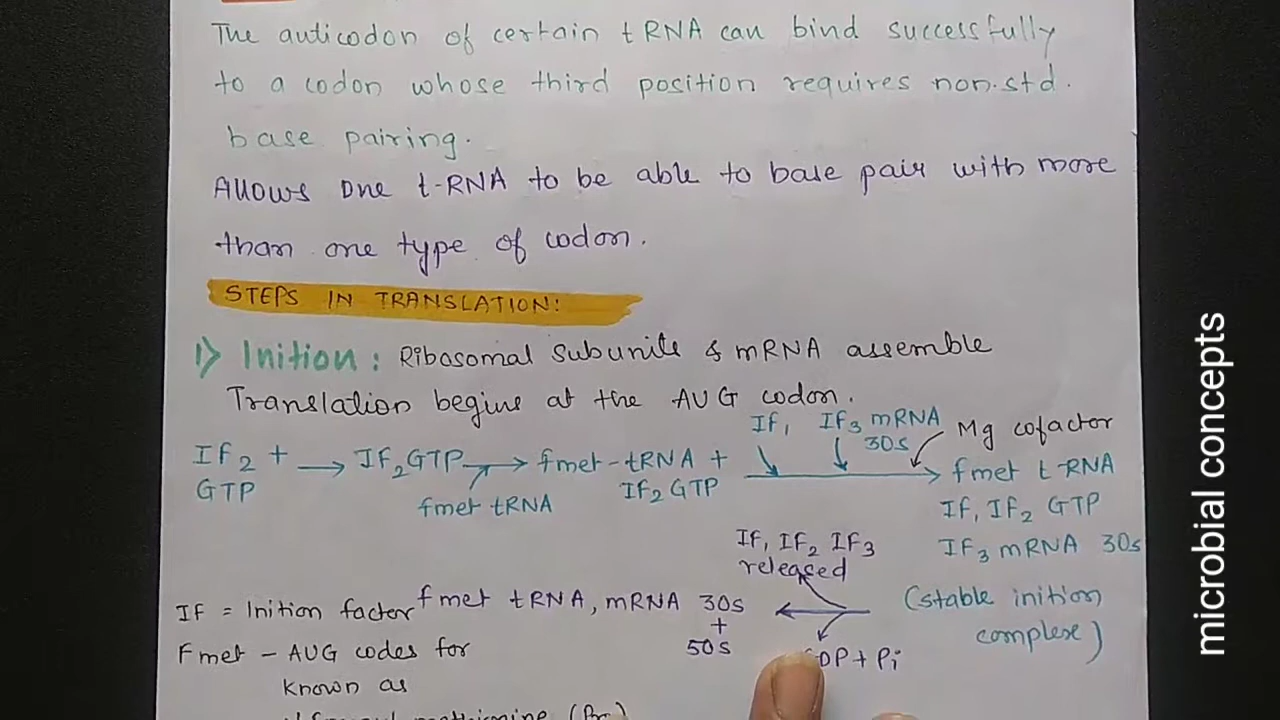 The anticodon of certain tRNA can bind successfully
to a codon whose third position requires non.std.
base pairing.
Allows one t-RNA to be able to base pair with more
than one type of codon.
STEPS IN TRANSLATION:
1) Inition: Ribosomal subunits & mRNA assemble
Translation begins at the AUG codon.
IF2 + GTP → IF2GTP → fmet-tRNA + IF2 GTP
fmet tRNA
IF1 IF3 mRNA 30s Mg cofactor
fmet t RNA
IF1 IF2 GTP
IF3 mRNA 30s
(stable inition
complex)
IF1 IF2 IF3
released
GDP + Pi
fmet tRNA, mRNA 30s
+
50s
IF = Inition factor
Fmet - AUG codes for
known as
microbial concepts